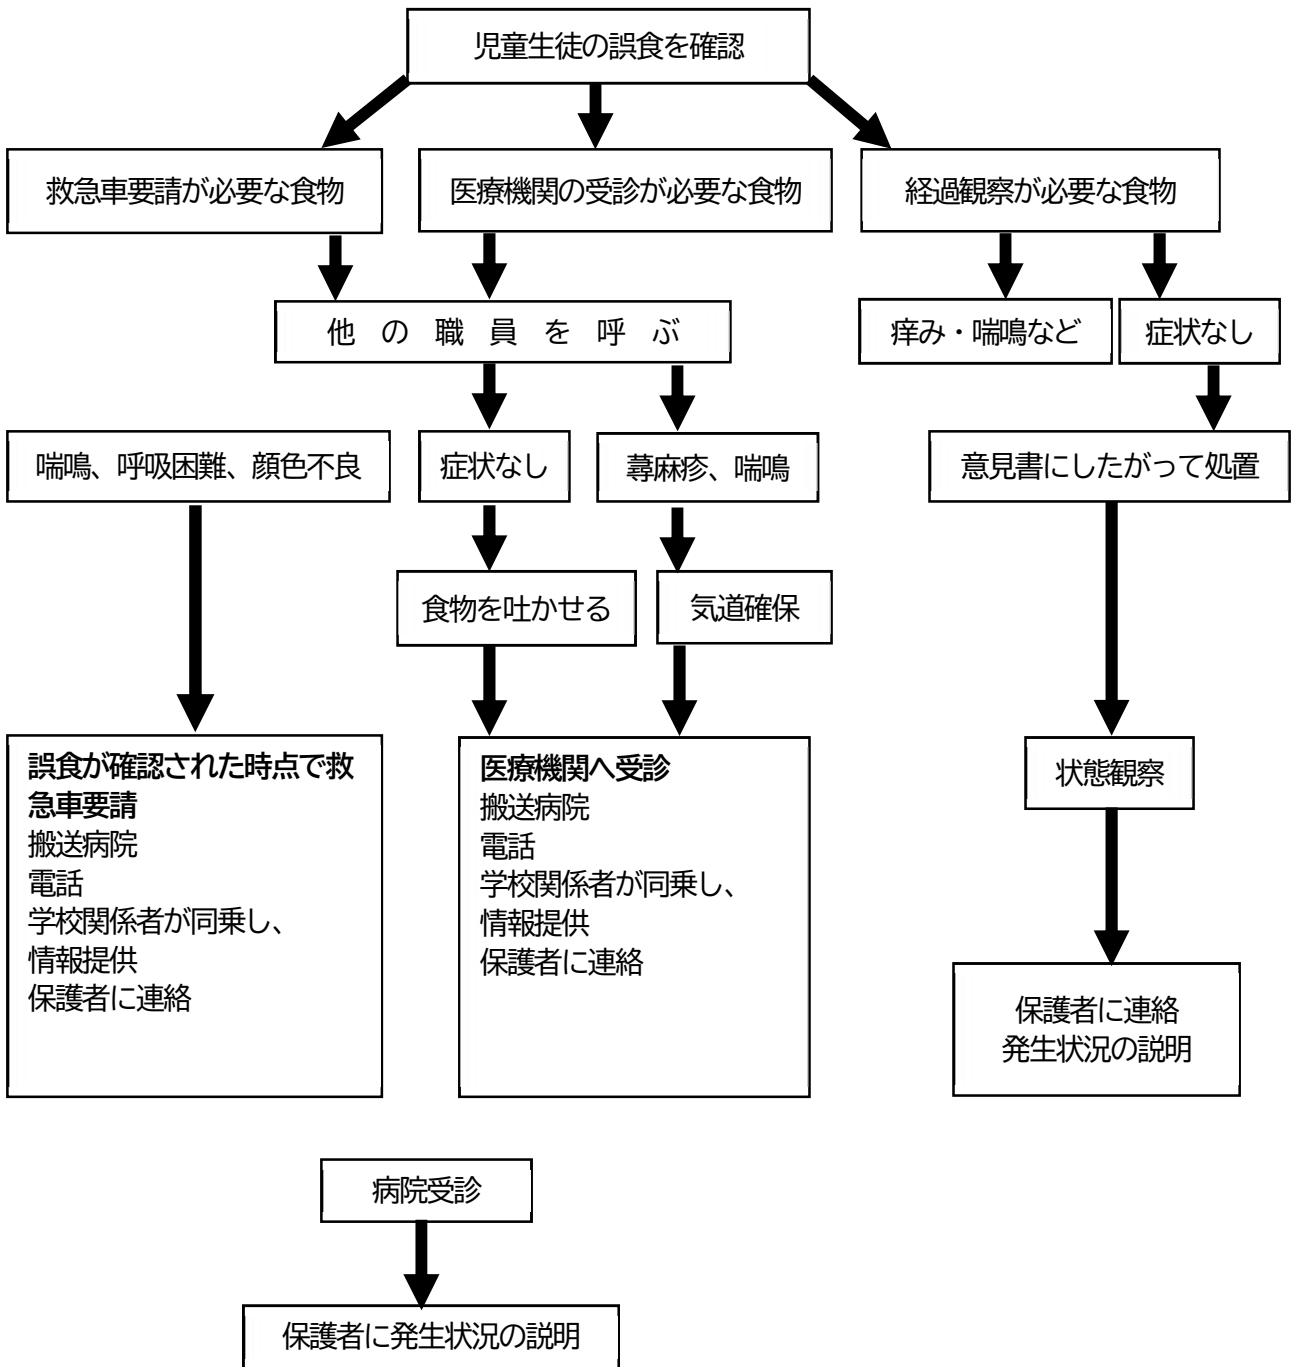 児童生徒の誤食を確認
救急車要請が必要な食物
医療機関の受診が必要な食物
経過観察が必要な食物
他の職員を呼ぶ
痒み・喘鳴など
症状なし
喘鳴、呼吸困難、顔色不良
症状なし
蕁麻疹、喘鳴
意見書にしたがって処置
食物を吐かせる
気道確保
誤食が確認された時点で救
急車要請
搬送病院
電話
学校関係者が同乗し、
情報提供
保護者に連絡
医療機関へ受診
搬送病院
電話
学校関係者が同乗し、
情報提供
保護者に連絡
状態観察
保護者に連絡
発生状況の説明
病院受診
保護者に発生状況の説明